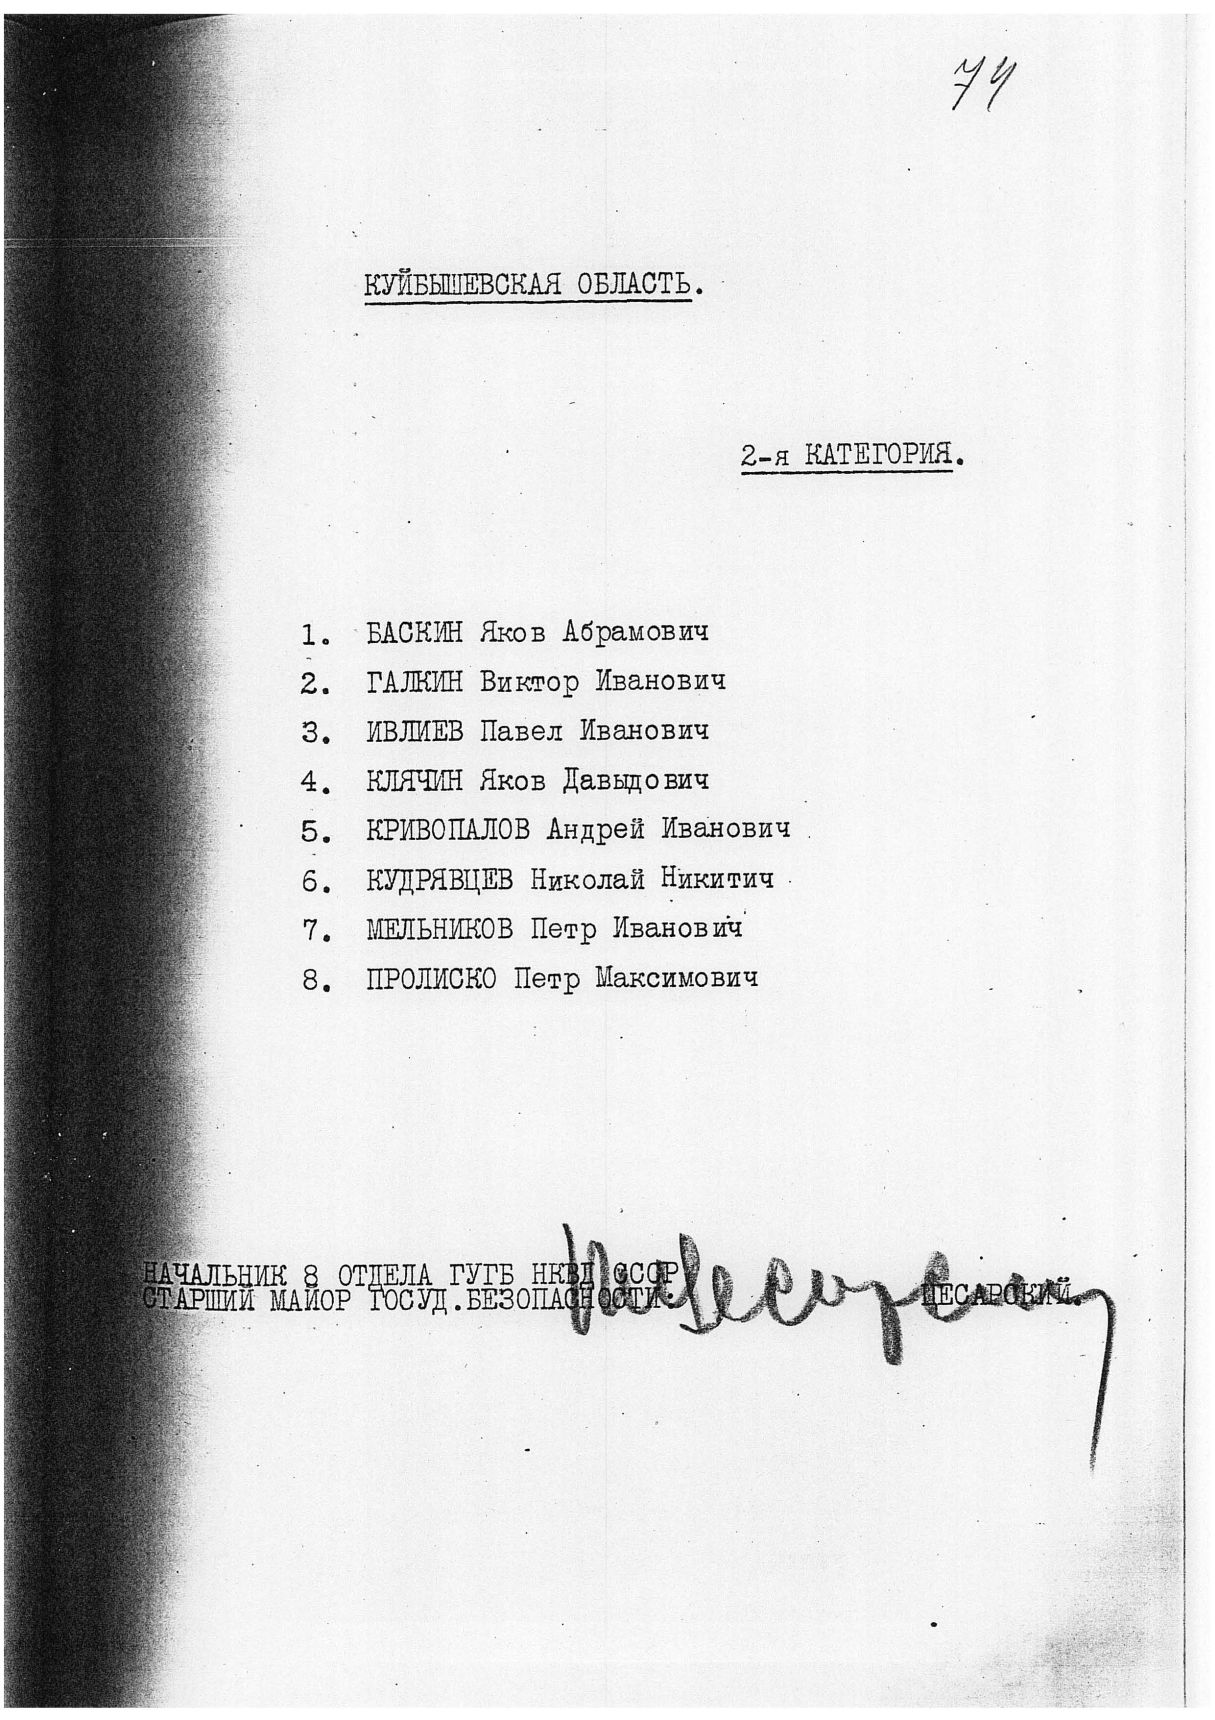 74
КУЙБЫШЕВСКАЯ ОБЛАСТЬ.
2-я КАТЕГОРИЯ.
1. БАСКИН Яков Абрамович
2. ГАЛКИН Виктор Иванович
3. ИВЛИЕВ Павел Иванович
4. КЛЯЧИН Яков Давыдович
5. КРИВОПАЛОВ Андрей Иванович
6. КУДРЯВЦЕВ Николай Никитич
7. МЕЛЬНИКОВ Петр Иванович
8. ПРОЛИСКО Петр Максимович
НАЧАЛЬНИК 8 ОТДЕЛА ГУГБ НКВД СССР
СТАРШИЙ МАЙОР ГОСУД.БЕЗОПАСНОСТИ: ЦЕСАРСКИЙ.